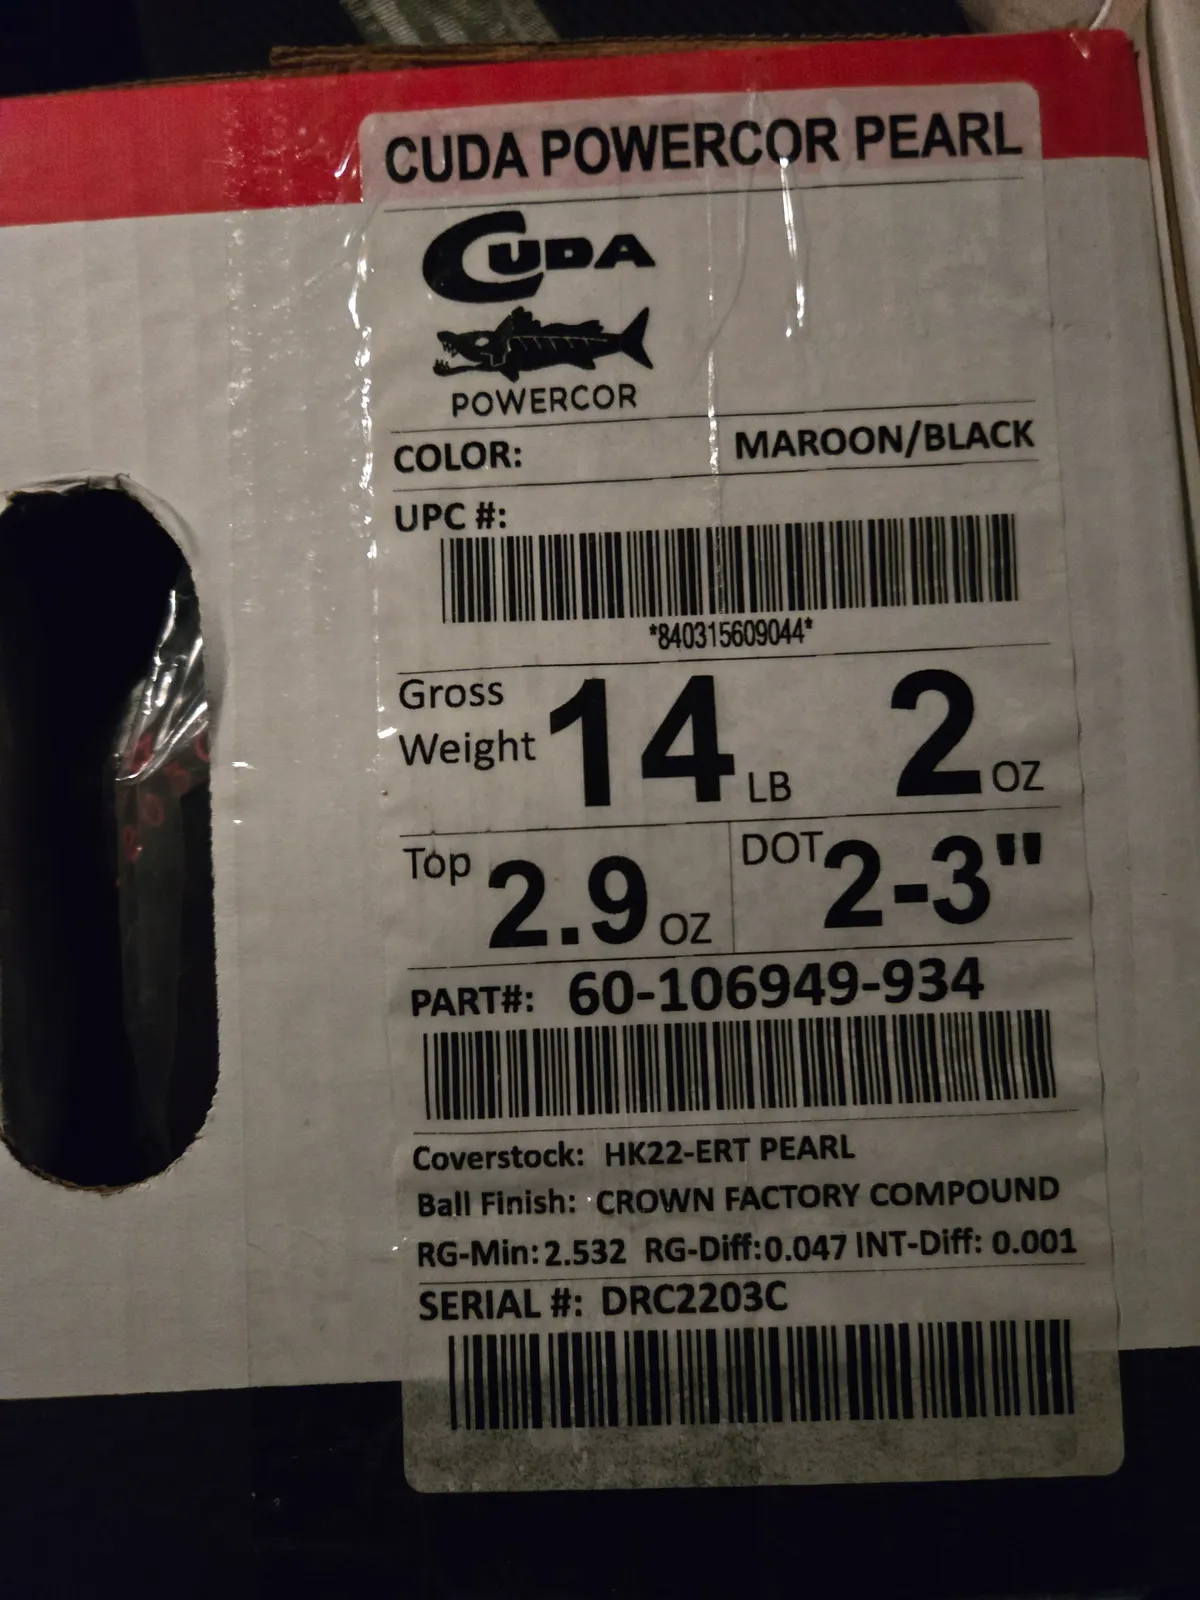 CUDA POWERCOR PEARL
CUDA
POWERCOR
COLOR: MAROON/BLACK
UPC #:
*840315609044*
Gross Weight 14 LB 2 OZ
Top 2.9 OZ DOT 2-3"
PART#: 60-106949-934
Coverstock: HK22-ERT PEARL
Ball Finish: CROWN FACTORY COMPOUND
RG-Min: 2.532 RG-Diff: 0.047 INT-Diff: 0.001
SERIAL #: DRC2203C